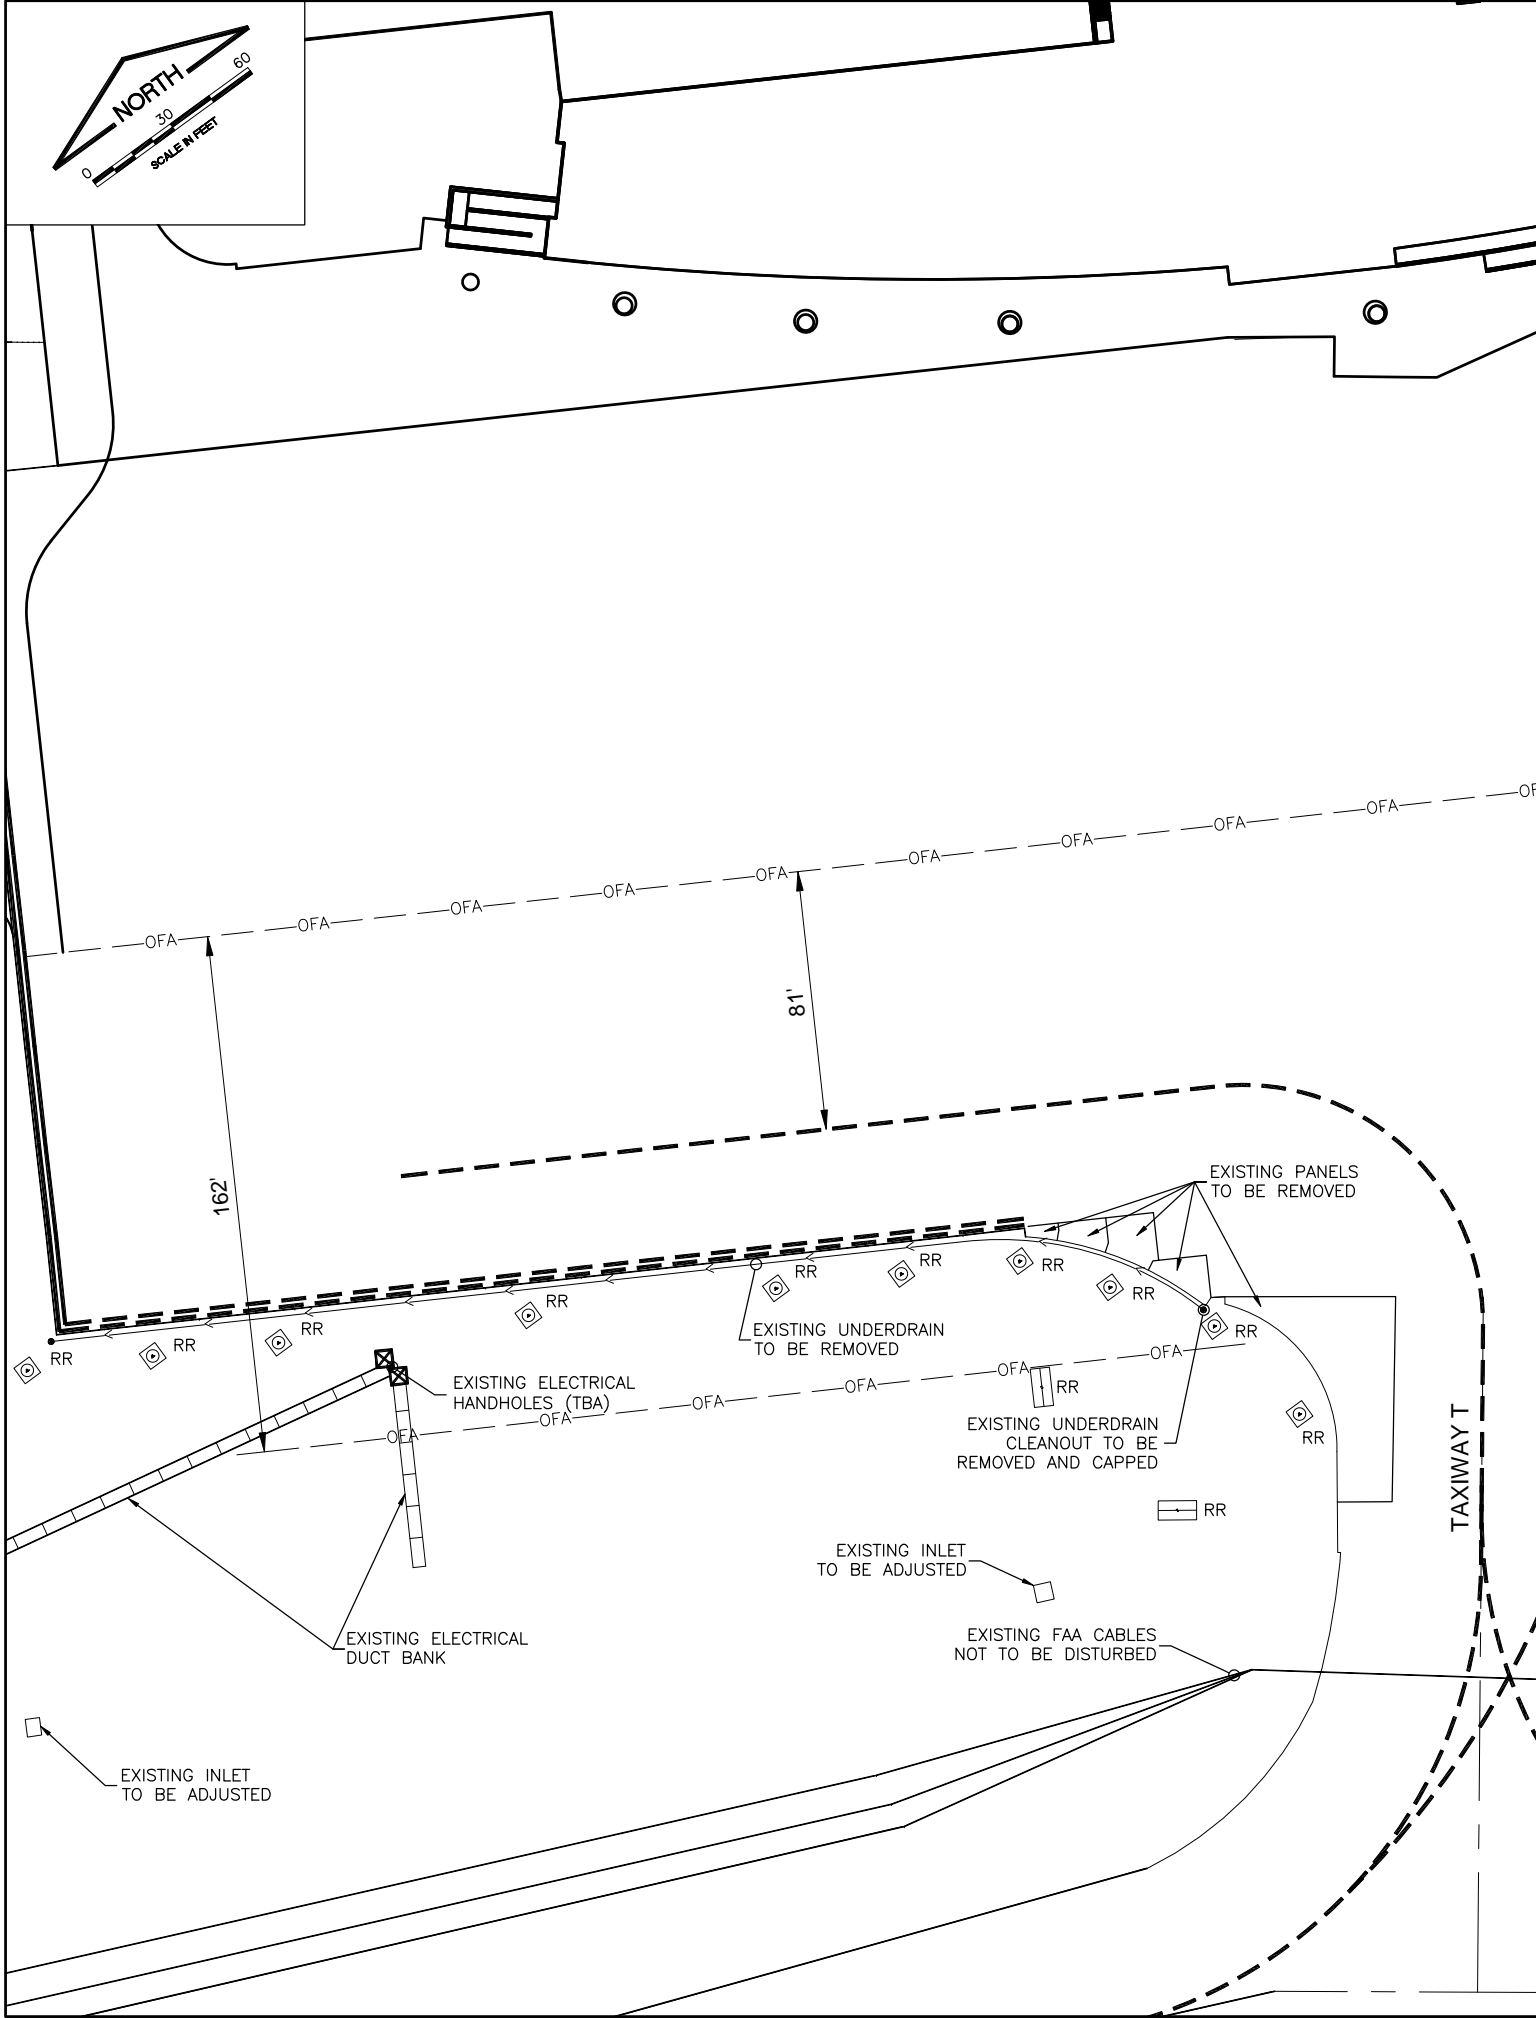 NORTH
0
30
60
SCALE IN FEET
OFA
OFA
OFA
OFA
OFA
OFA
OFA
OFA
OFA
162'
81'
EXISTING PANELS
TO BE REMOVED
RR
RR
RR
RR
RR
RR
RR
RR
RR
EXISTING UNDERDRAIN
TO BE REMOVED
EXISTING ELECTRICAL
HANDHOLES (TBA)
OFA
OFA
OFA
OFA
OFA
OFA
RR
RR
EXISTING UNDERDRAIN
CLEANOUT TO BE
REMOVED AND CAPPED
RR
TAXIWAY T
EXISTING INLET
TO BE ADJUSTED
EXISTING ELECTRICAL
DUCT BANK
EXISTING FAA CABLES
NOT TO BE DISTURBED
EXISTING INLET
TO BE ADJUSTED